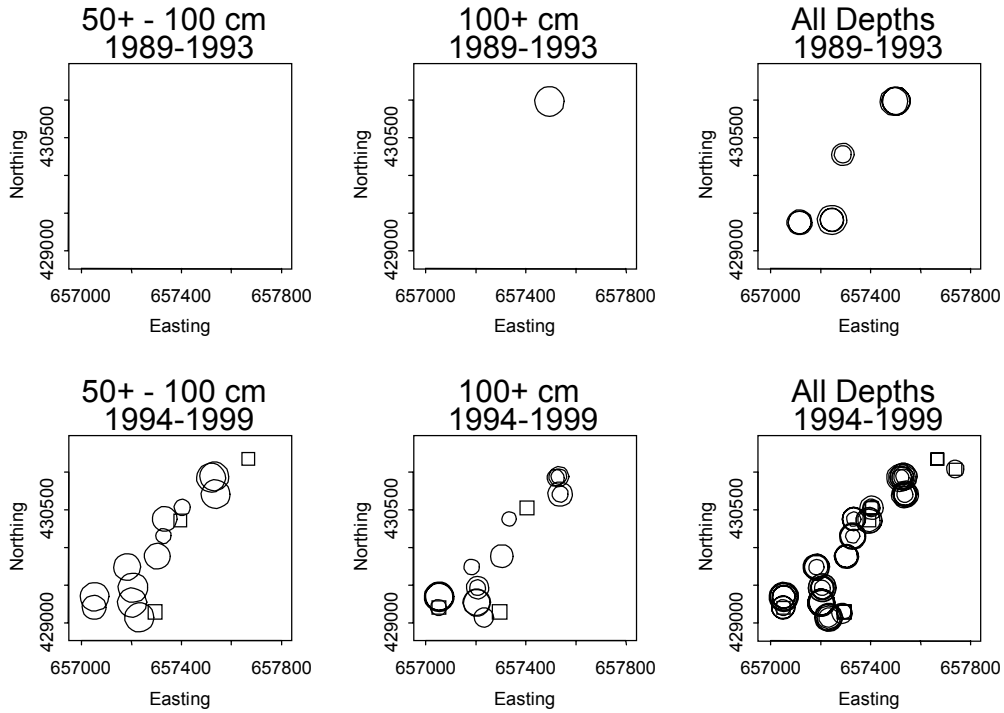 50+ - 100 cm
1989-1993
Northing
430500
429000
657000 657400 657800
Easting
100+ cm
1989-1993
Northing
430500
429000
657000 657400 657800
Easting
All Depths
1989-1993
Northing
430500
429000
657000 657400 657800
Easting
50+ - 100 cm
1994-1999
Northing
430500
429000
657000 657400 657800
Easting
100+ cm
1994-1999
Northing
430500
429000
657000 657400 657800
Easting
All Depths
1994-1999
Northing
430500
429000
657000 657400 657800
Easting